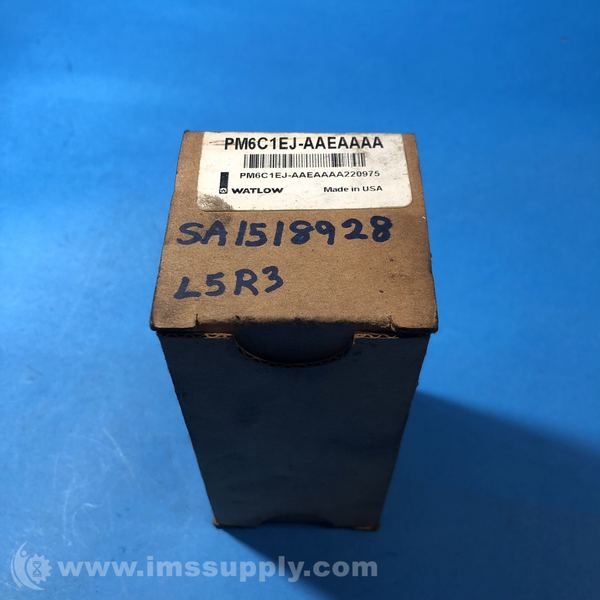 PM6C1EJ-AAEAAAA
PM6C1EJ-AAEAAAA220975
WATLOW Made in USA
SA1518928
L5R3
www.imssupply.com